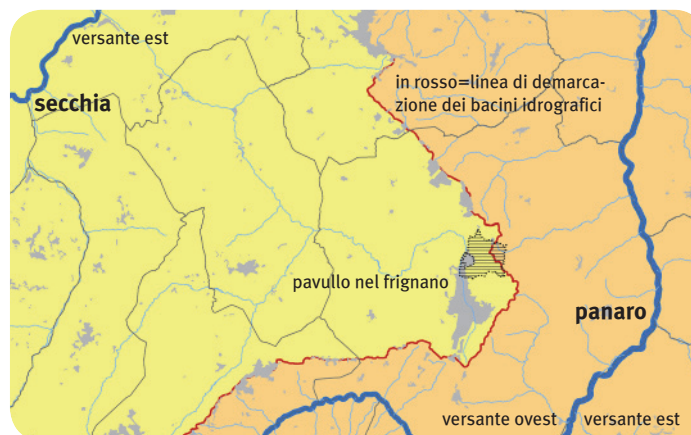 versante est
secchia
in rosso=linea di demarca-
zione dei bacini idrografici
pavullo nel frignano
panaro
versante ovest
versante est